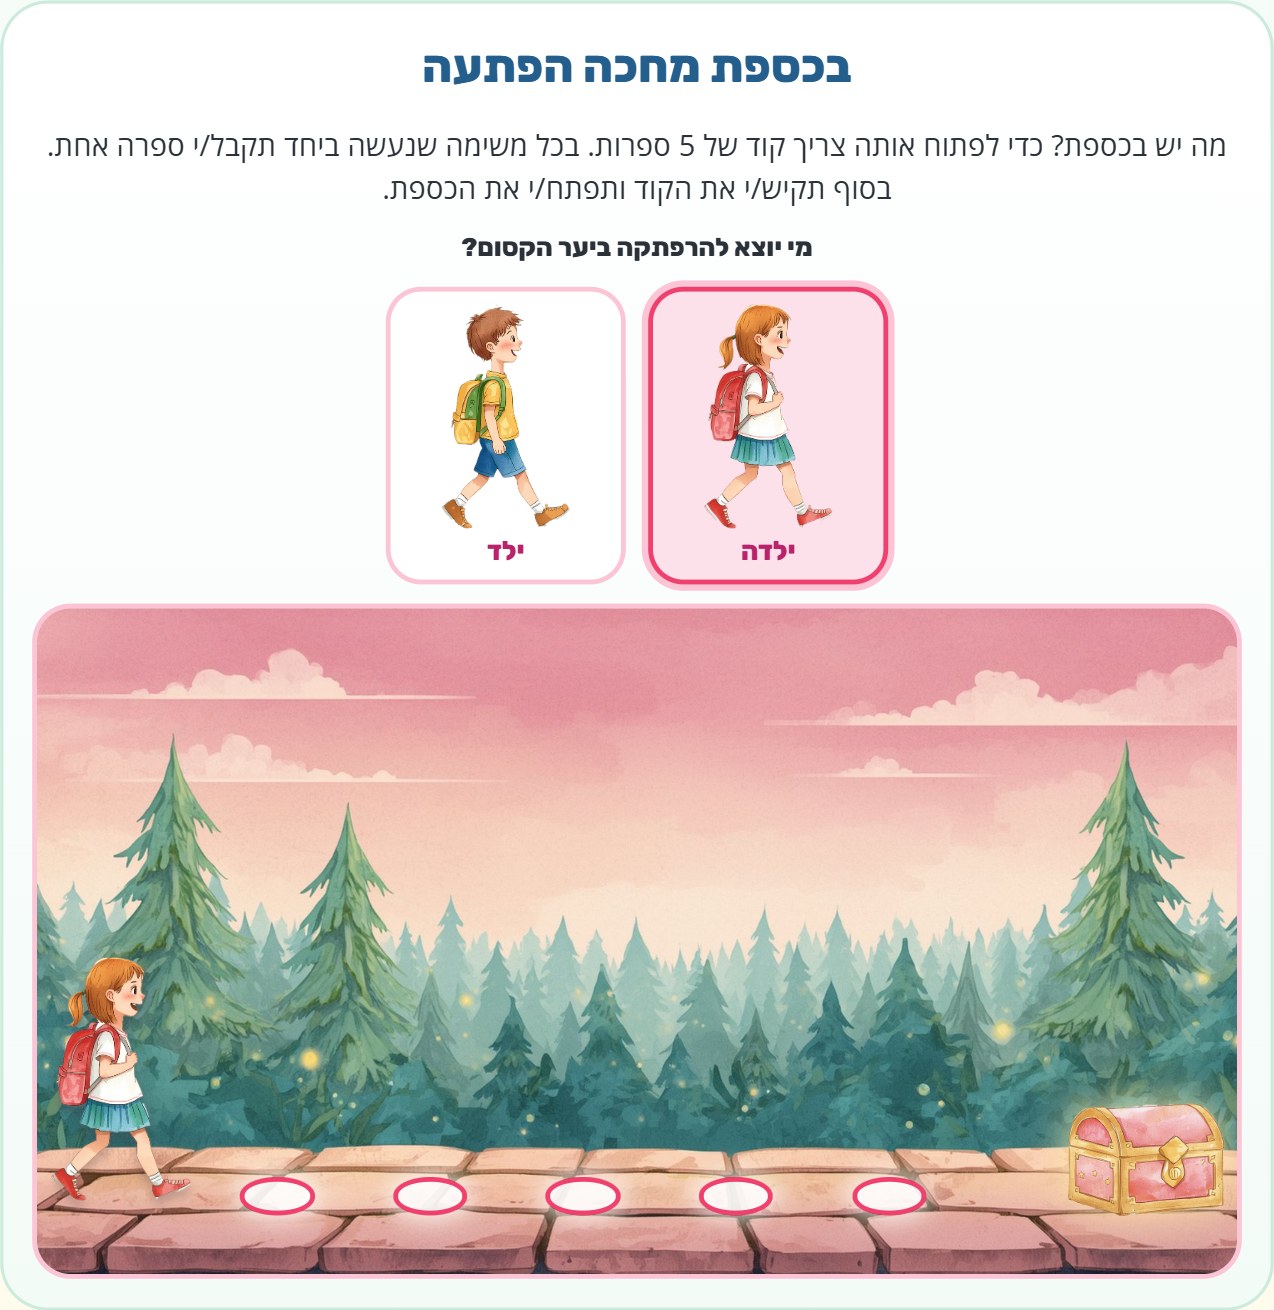 בכספת מחכה הפתעה
מה יש בכספת? כדי לפתוח אותה צריך קוד של 5 ספרות. בכל משימה שנעשה ביחד תקבל/י ספרה אחת.
בסוף תקיש/י את הקוד ותפתח/י את הכספת.
מי יוצא להרפתקה ביער הקסום?
ילדה
ילד